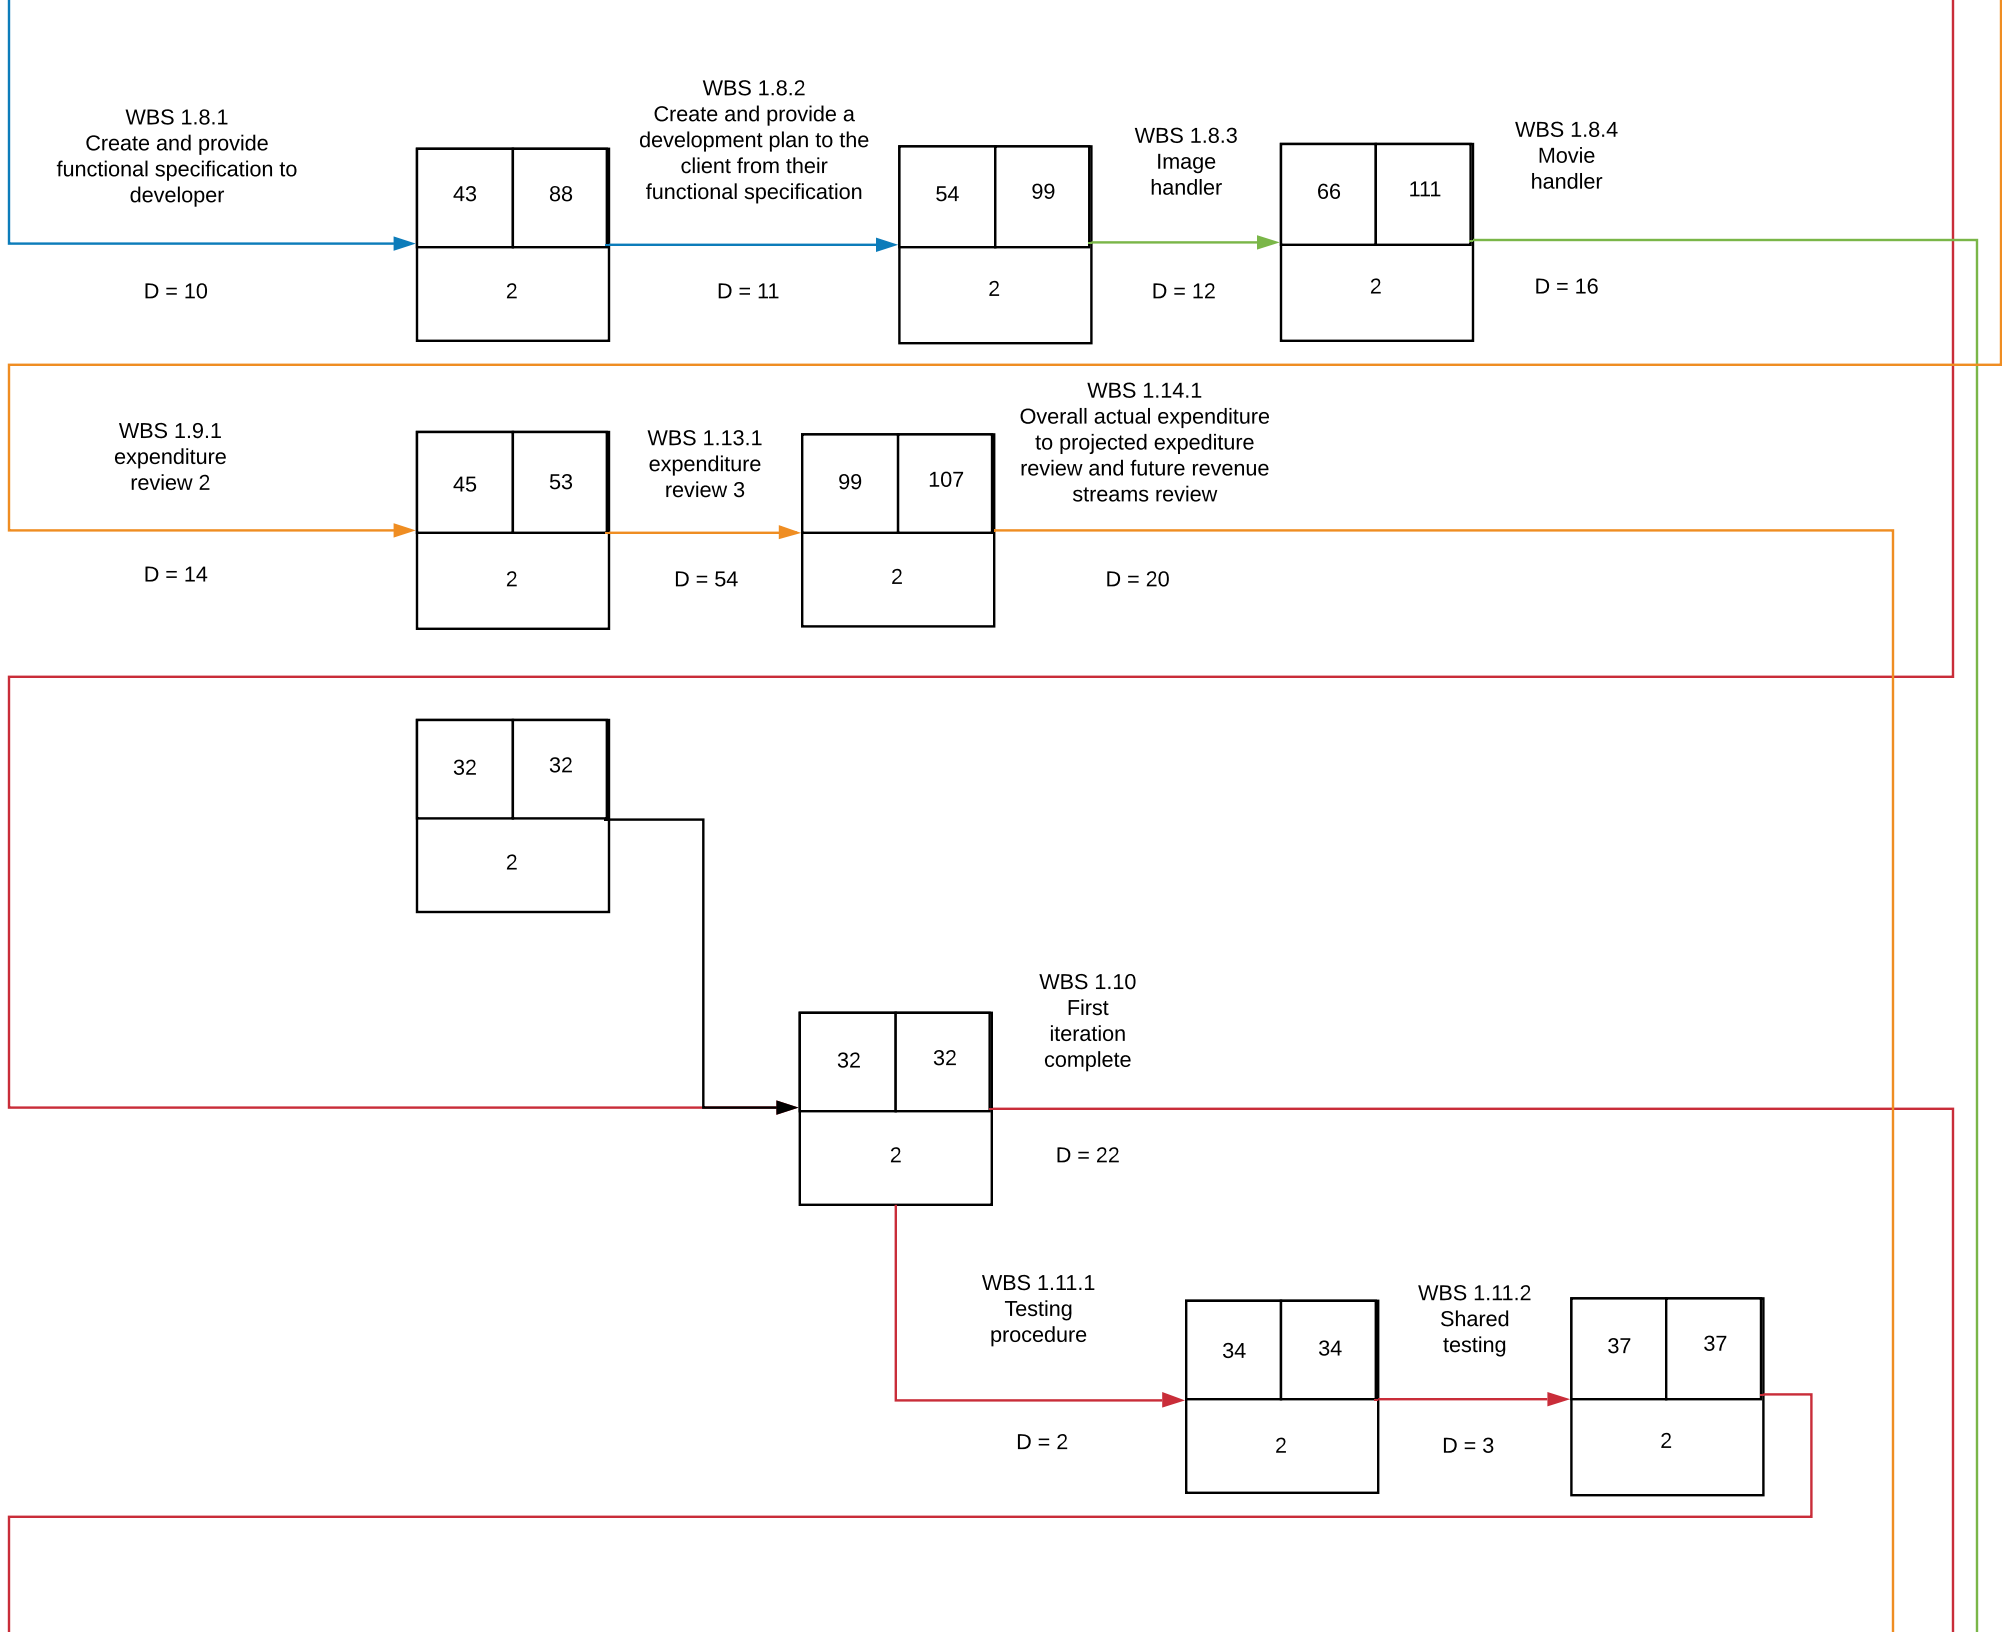 WBS 1.8.1
Create and provide
functional specification to
developer
D = 10
43
88
2
WBS 1.8.2
Create and provide a
development plan to the
client from their
functional specification
D = 11
54
99
2
WBS 1.8.3
Image
handler
D = 12
66
111
2
WBS 1.8.4
Movie
handler
D = 16
WBS 1.9.1
expenditure
review 2
D = 14
45
53
2
WBS 1.13.1
expenditure
review 3
D = 54
99
107
2
WBS 1.14.1
Overall actual expenditure
to projected expediture
review and future revenue
streams review
D = 20
32
32
2
32
32
2
WBS 1.10
First
iteration
complete
D = 22
WBS 1.11.1
Testing
procedure
D = 2
34
34
2
WBS 1.11.2
Shared
testing
D = 3
37
37
2